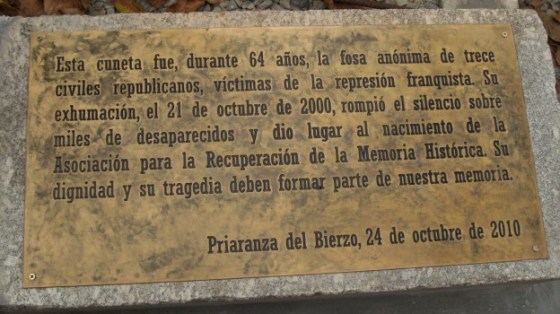 Esta cuneta fue, durante 64 años, la fosa anónima de trece
civiles republicanos, víctimas de la represión franquista. Su
exhumación, el 21 de octubre de 2000, rompió el silencio sobre
miles de desaparecidos y dio lugar al nacimiento de la
Asociación para la Recuperación de la Memoria Histórica. Su
dignidad y su tragedia deben formar parte de nuestra memoria.
Priaranza del Bierzo, 24 de octubre de 2010